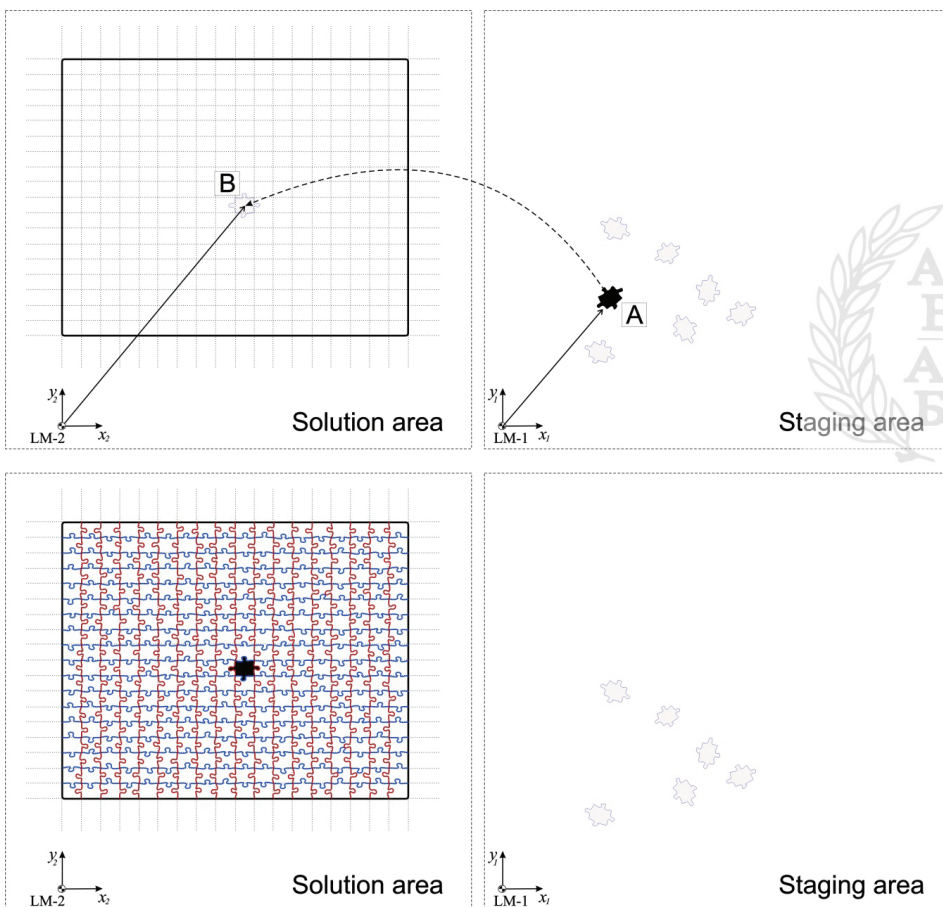 B
A
y₂
LM-2
x₂
Solution area
y₁
LM-1
x₁
Staging area
А
Б
А
Б
y₂
LM-2
x₂
Solution area
y₁
LM-1
x₁
Staging area